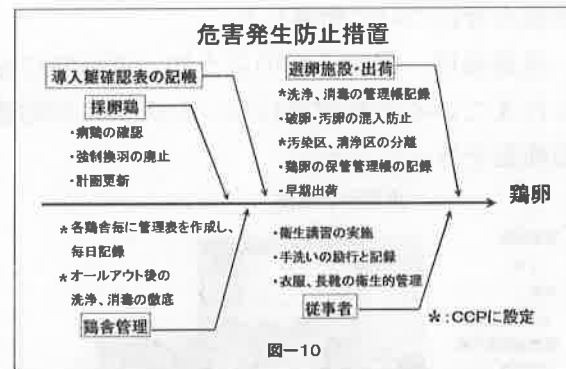 危害発生防止措置
導入雛確認表の記帳
採卵鶏
・病鶏の確認
・強制換羽の廃止
・計画更新
選卵施設・出荷
*洗浄、消毒の管理帳記録
・破卵・汚卵の混入防止
*汚染区、清浄区の分離
・鶏卵の保管管理帳の記録
・早期出荷
鶏卵
*各鶏舎毎に管理表を作成し、
毎日記録
*オールアウト後の
洗浄、消毒の徹底
鶏舎管理
・衛生講習の実施
・手洗いの励行と記録
・衣服、長靴の衛生的管理
従事者
*:CCPに設定
図－10